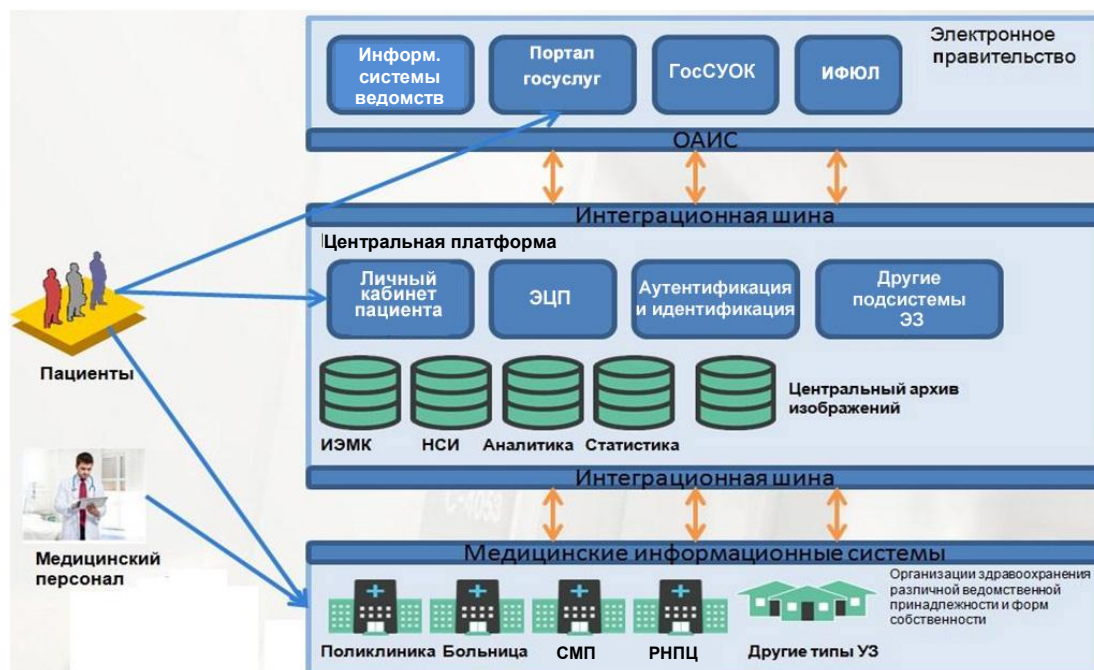 Электронное
правительство
Информ.
системы
ведомств
Портал
госуслуг
ГосСУОК
ИФЮЛ
ОАИС
Интеграционная шина
Центральная платформа
Личный
кабинет
пациента
ЭЦП
Аутентификация
и идентификация
Другие
подсистемы
ЭЗ
Пациенты
Центральный архив
изображений
ИЭМК
НСИ
Аналитика
Статистика
Интеграционная шина
С-4053
Медицинский
персонал
Медицинские информационные системы
Организации здравоохранения
различной ведомственной
принадлежности и форм
собственности
Поликлиника
Больница
СМП
РНПЦ
Другие типы УЗ